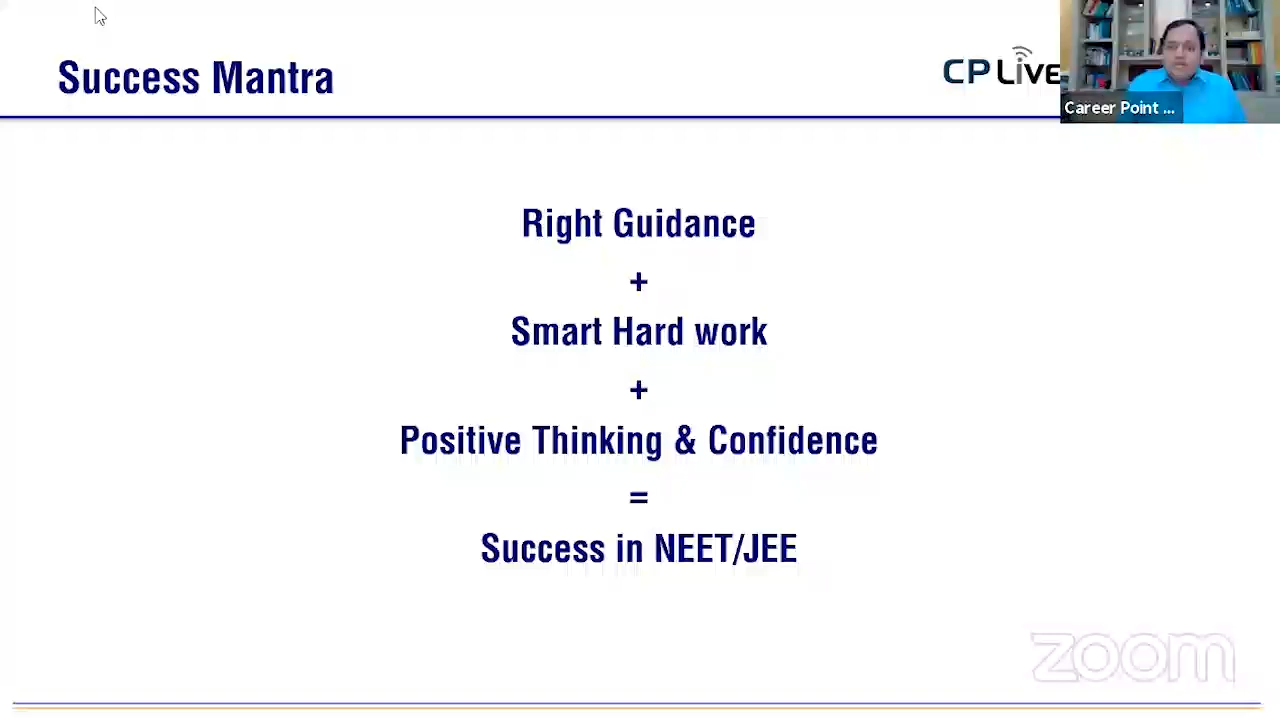 Success Mantra
CP Live
Career Point ...
Right Guidance
+
Smart Hard work
+
Positive Thinking & Confidence
=
Success in NEET/JEE
zoom